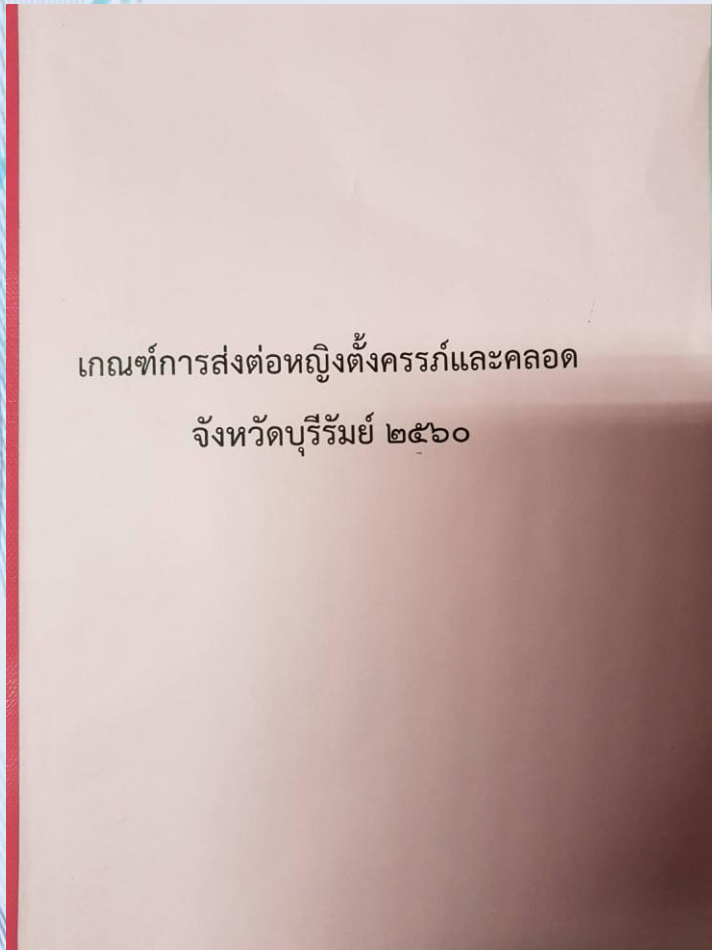 เกณฑ์การส่งต่อหญิงตั้งครรภ์และคลอด
จังหวัดบุรีรัมย์ ๒๕๖๐